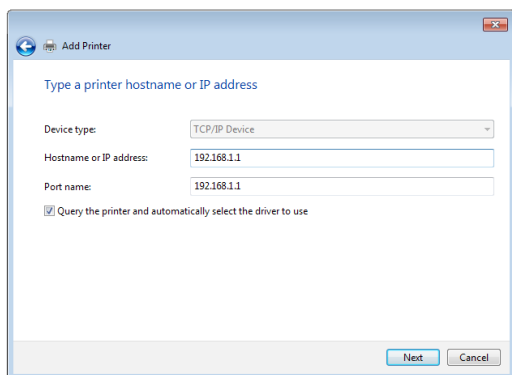 Add Printer
Type a printer hostname or IP address
Device type: TCP/IP Device
Hostname or IP address: 192.168.1.1
Port name: 192.168.1.1
Query the printer and automatically select the driver to use
Next Cancel